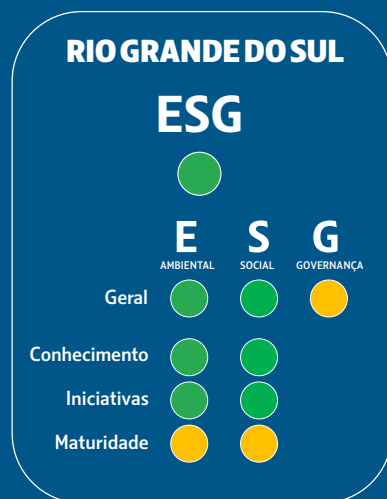 RIO GRANDE DO SUL
ESG
E S G
AMBIENTAL SOCIAL GOVERNANÇA
Geral
Conhecimento
Iniciativas
Maturidade